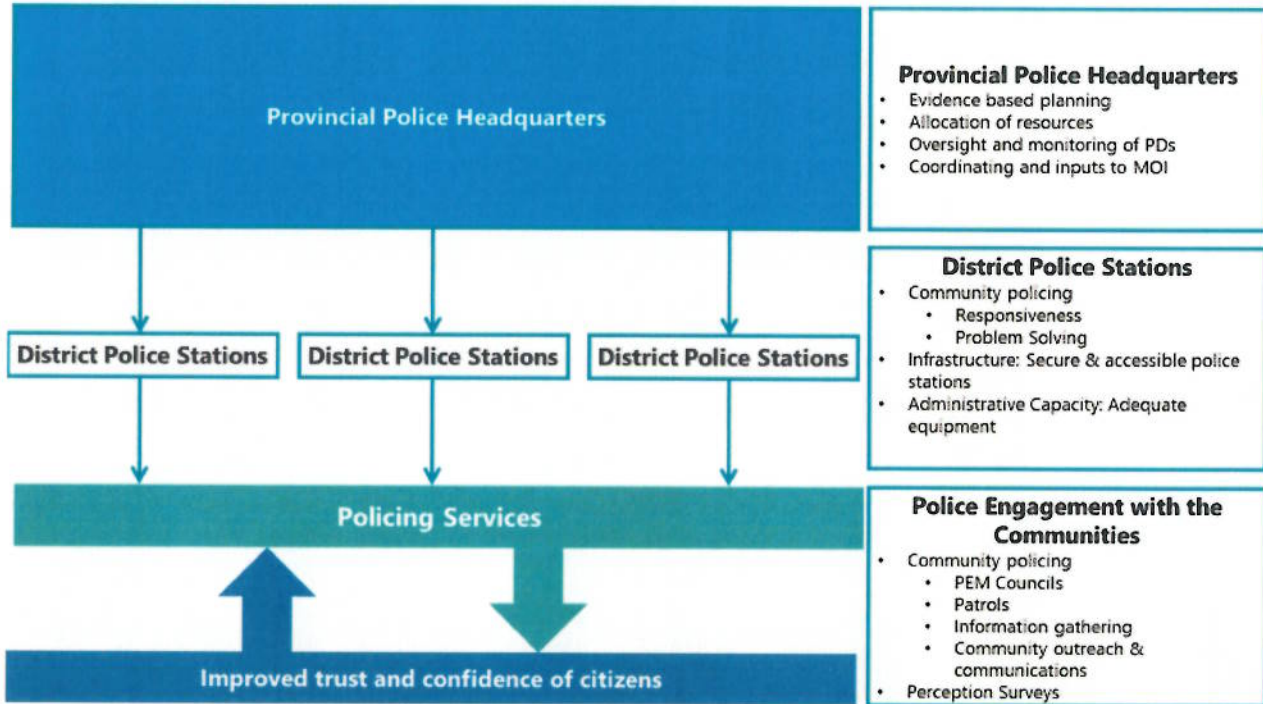 Provincial Police Headquarters
District Police Stations
District Police Stations
District Police Stations
Policing Services
Improved trust and confidence of citizens
Provincial Police Headquarters
• Evidence based planning
• Allocation of resources
• Oversight and monitoring of PDs
• Coordinating and inputs to MOI
District Police Stations
• Community policing
• Responsiveness
• Problem Solving
• Infrastructure: Secure & accessible police
stations
• Administrative Capacity: Adequate
equipment
Police Engagement with the
Communities
• Community policing
• PEM Councils
• Patrols
• Information gathering
• Community outreach &
communications
• Perception Surveys